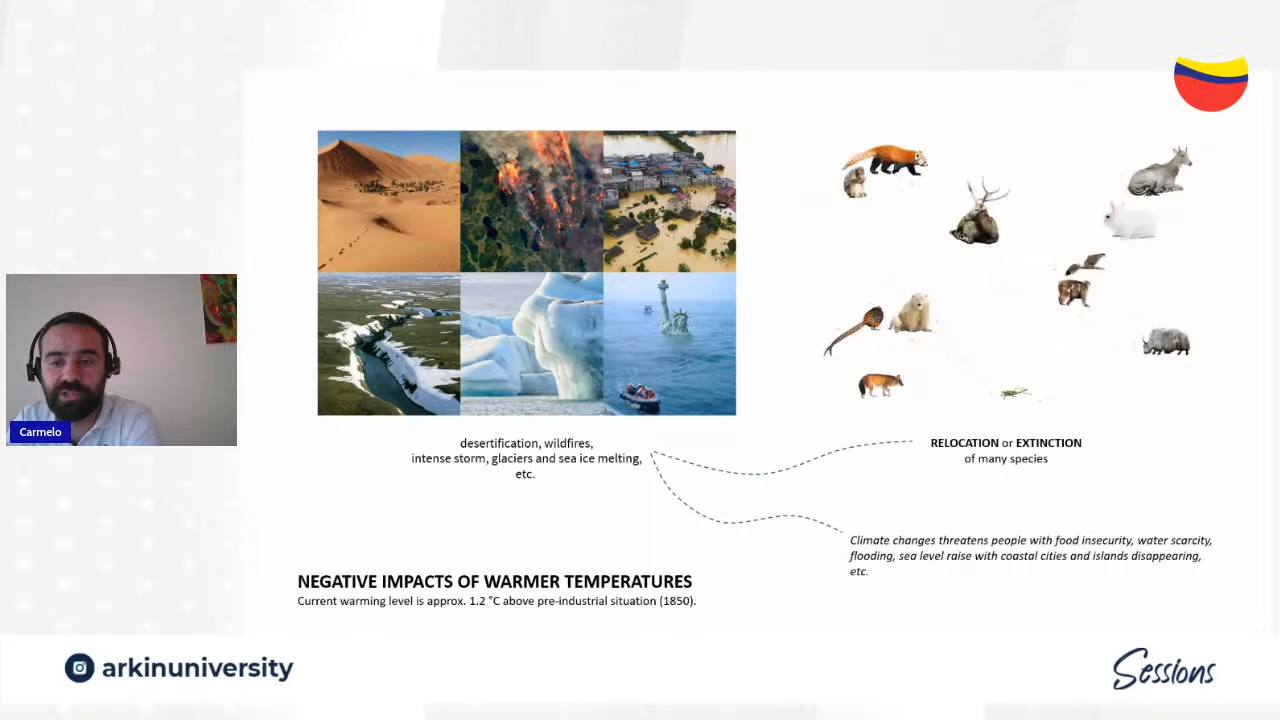 Carmelo
desertification, wildfires,
intense storm, glaciers and sea ice melting,
etc.
RELOCATION or EXTINCTION
of many species
Climate changes threatens people with food insecurity, water scarcity,
flooding, sea level raise with coastal cities and islands disappearing,
etc.
NEGATIVE IMPACTS OF WARMER TEMPERATURES
Current warming level is approx. 1.2 °C above pre-industrial situation (1850).
arkinuniversity
Sessions